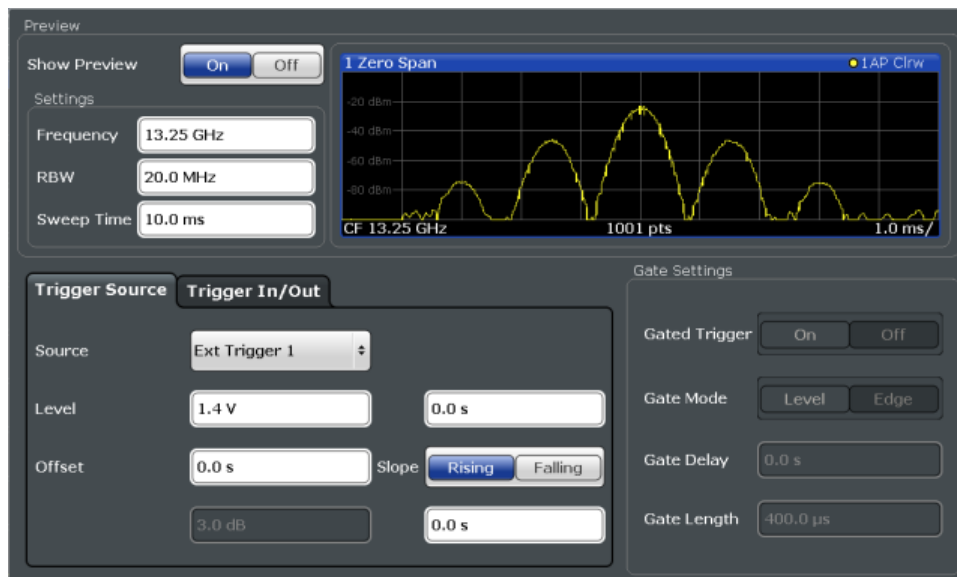 Preview
Show Preview On Off
Settings
Frequency 13.25 GHz
RBW 20.0 MHz
Sweep Time 10.0 ms
1 Zero Span 1AP Clrw
-20 dBm
-40 dBm
-60 dBm
-80 dBm
CF 13.25 GHz 1001 pts 1.0 ms/
Trigger Source Trigger In/Out
Source Ext Trigger 1
Level 1.4 V 0.0 s
Offset 0.0 s Slope Rising Falling
3.0 dB 0.0 s
Gate Settings
Gated Trigger On Off
Gate Mode Level Edge
Gate Delay 0.0 s
Gate Length 400.0 µs